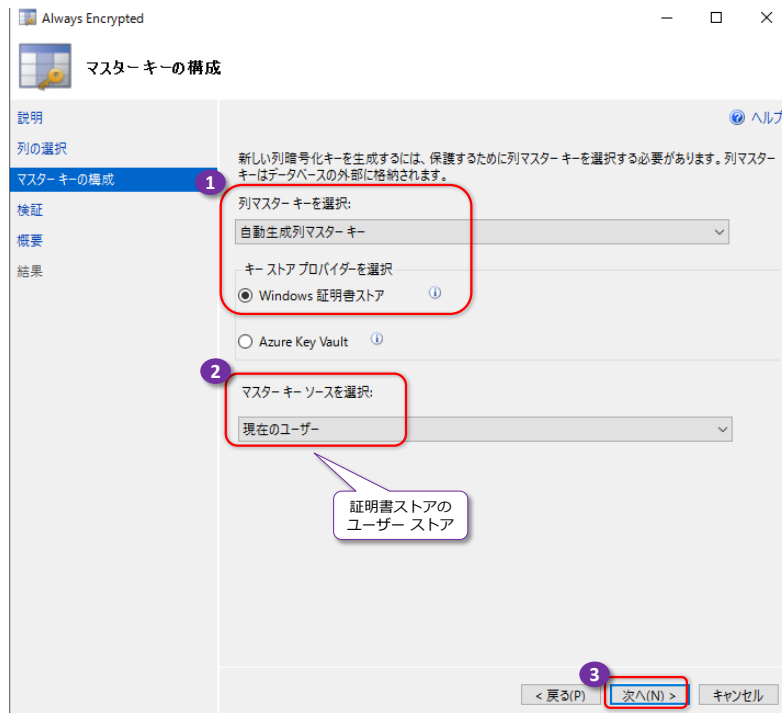 Always Encrypted
マスター キーの構成
説明
列の選択
マスター キーの構成
検証
概要
結果
ヘルプ
新しい列暗号化キーを生成するには、保護するために列マスター キーを選択する必要があります。列マスター
キーはデータベースの外部に格納されます。
1
列マスター キーを選択:
自動生成列マスター キー
キー ストア プロバイダーを選択
Windows 証明書ストア
Azure Key Vault
2
マスター キー ソースを選択:
現在のユーザー
証明書ストアの
ユーザー ストア
3
< 戻る(P)
次へ(N) >
キャンセル